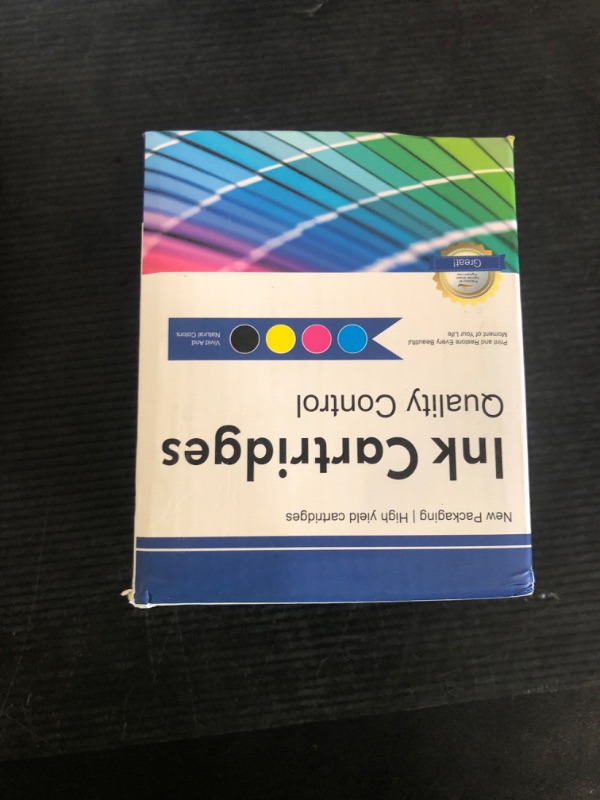 New Packaging | High yield cartridges
Ink Cartridges
Quality Control
Print and Restore Every Beautiful
Moment of Your Life
Vivid And
Natural Colors
Great!